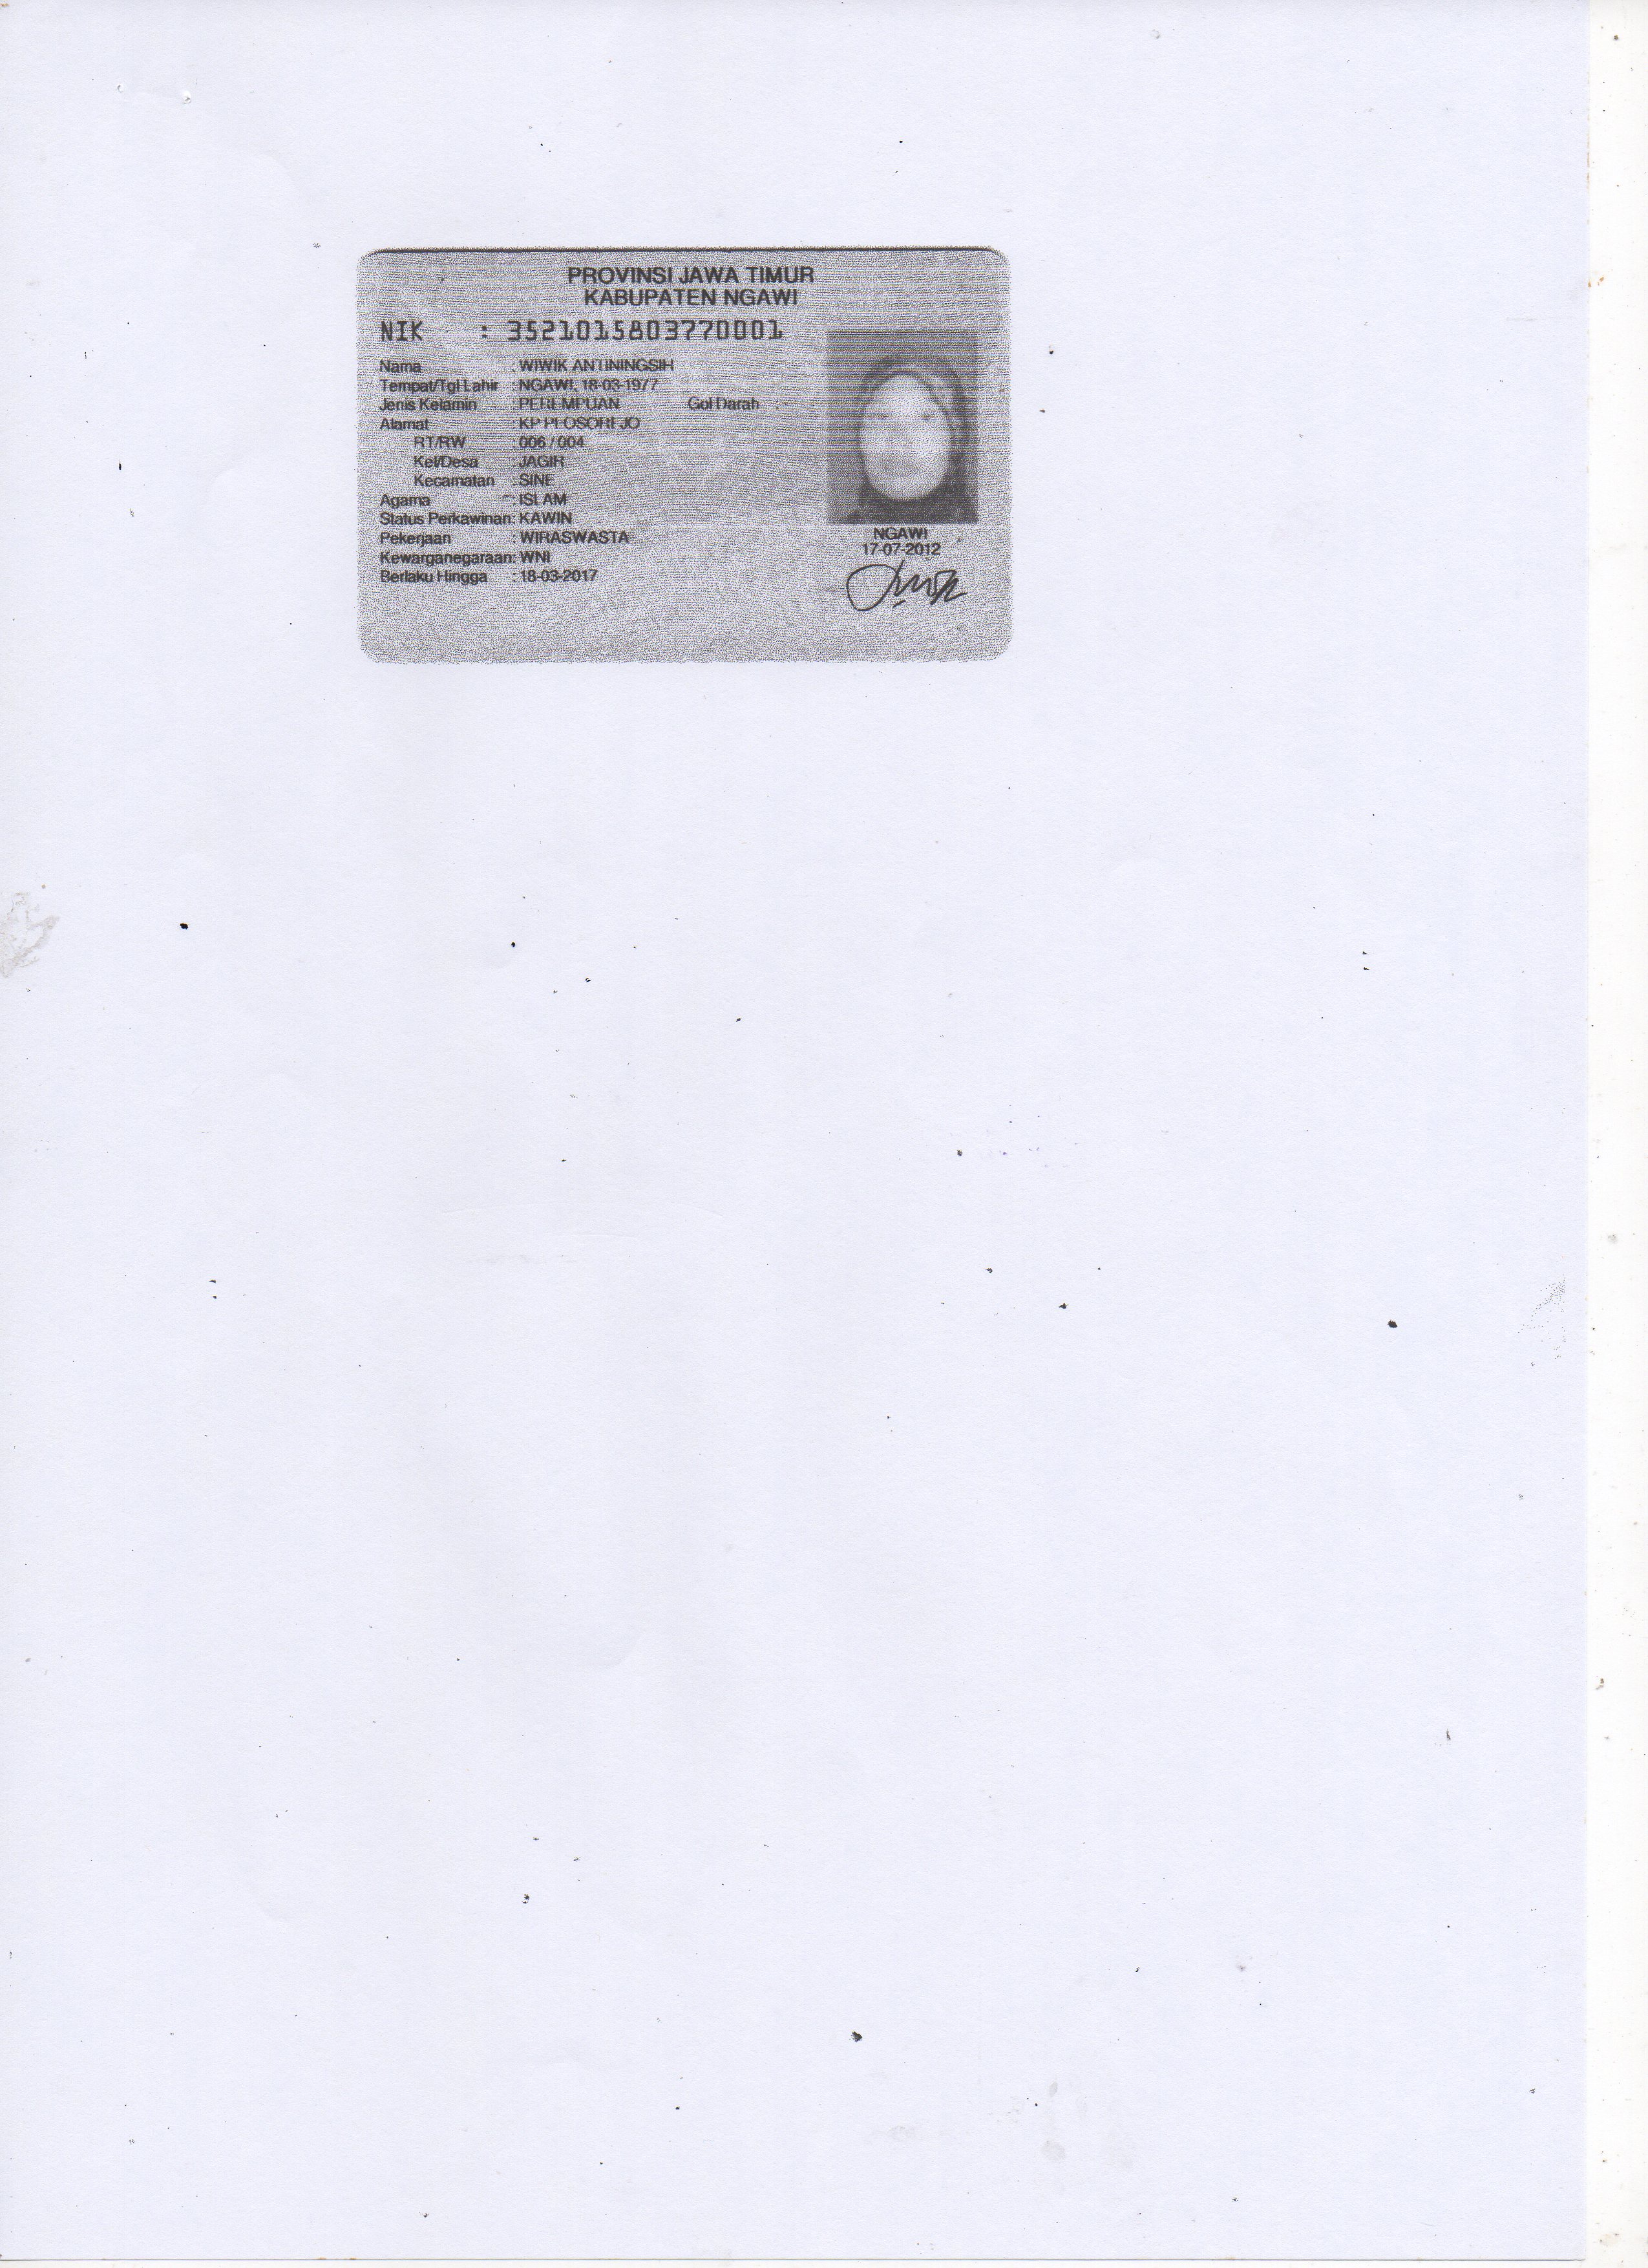 PROVINSI JAWA TIMUR
KABUPATEN NGAWI
NIK : 3521015803770001
Nama : WIWIK ANTININGSIH
Tempat/Tgl Lahir : NGAWI, 18-03-1977
Jenis Kelamin : PEREMPUAN Gol Darah : -
Alamat : KP PLOSOREJO
RT/RW : 006 / 004
Kel/Desa : JAGIR
Kecamatan : SINE
Agama : ISLAM
Status Perkawinan: KAWIN
Pekerjaan : WIRASWASTA
Kewarganegaraan: WNI
Berlaku Hingga : 18-03-2017
NGAWI
17-07-2012